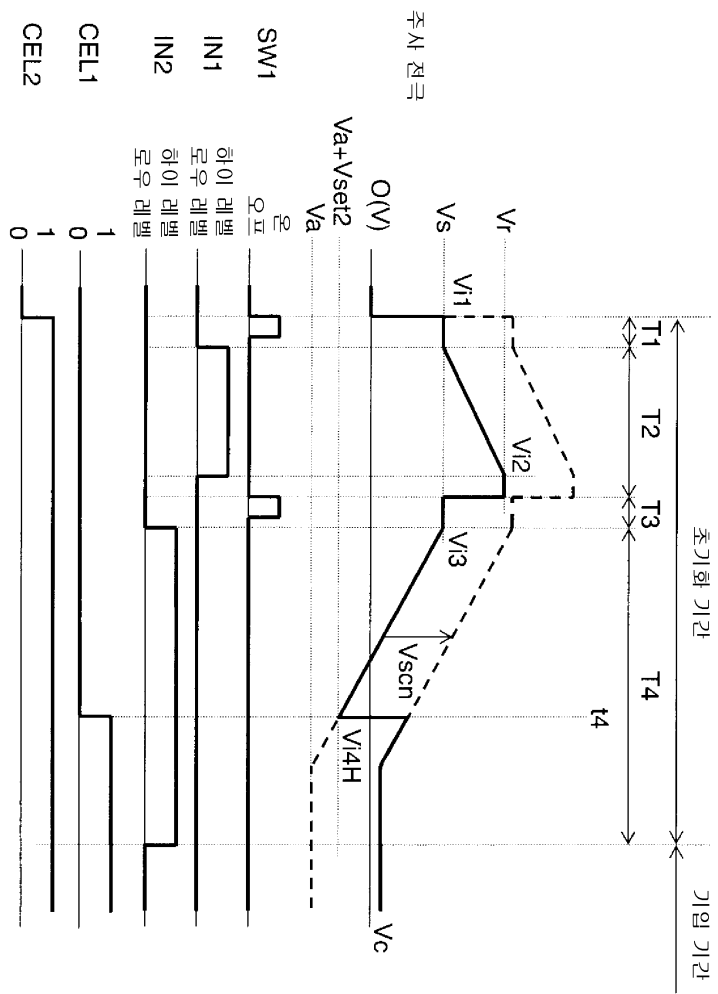 초기화 기간
기입 기간
T1
T2
T3
T4
t4
주사 전극
Vr
Vs
0(V)
Va+Vset2
Va
Vi1
Vi2
Vi3
Vscn
Vi4H
Vc
SW1
온
오프
IN1
하이 레벨
로우 레벨
IN2
하이 레벨
로우 레벨
CEL1
1
0
CEL2
1
0